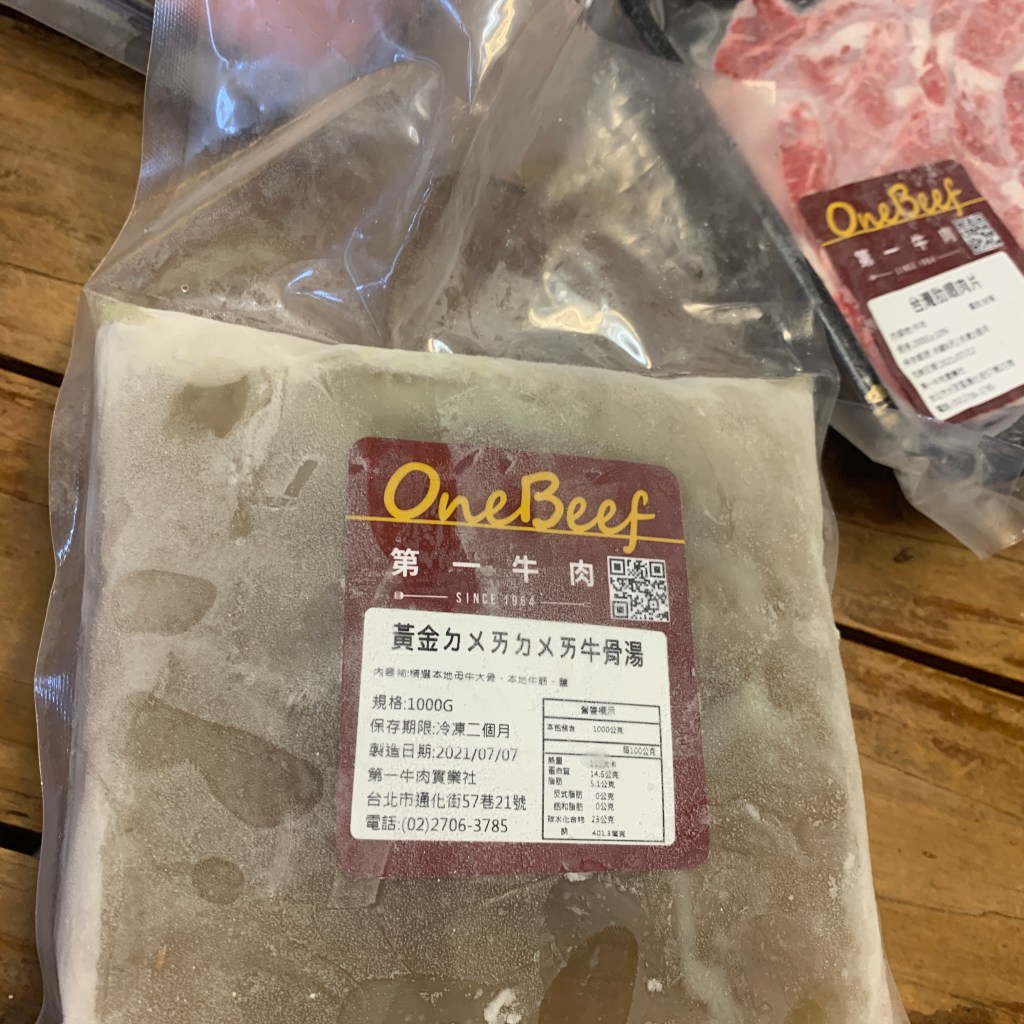 OneBeef
第一牛肉
SINCE 1964
黃金ㄉㄨㄞㄉㄨㄞ牛骨湯
內容物:精選本地母牛大骨、本地牛筋、鹽
規格:1000G
保存期限:冷凍二個月
製造日期:2021/07/07
第一牛肉實業社
台北市通化街57巷21號
電話:(02)2706-3785
營養標示
本包裝含 1000公克
每100公克
熱量 大卡
蛋白質 14.6公克
脂肪 5.1公克
反式脂肪 0公克
飽和脂肪 0公克
碳水化合物 23公克
鈉 401.3毫克
OneBeef
第一牛肉
SINCE 1964